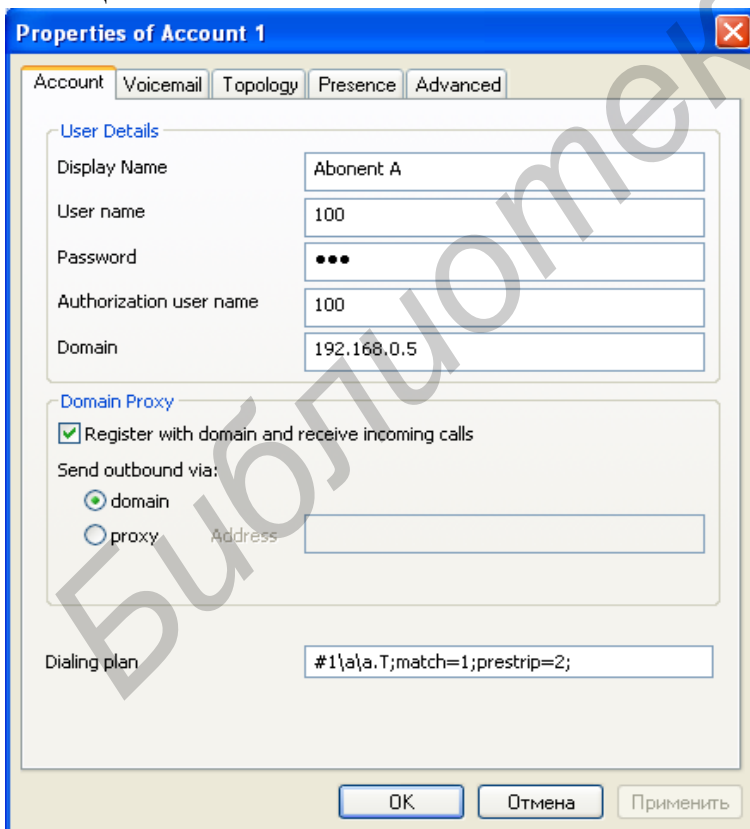 Properties of Account 1
Account Voicemail Topology Presence Advanced
User Details
Display Name Abonent A
User name 100
Password •••
Authorization user name 100
Domain 192.168.0.5
Domain Proxy
Register with domain and receive incoming calls
Send outbound via:
domain
proxy Address
Dialing plan #1\a\a.T;match=1;prestrip=2;
OK Отмена Применить
Библиотек